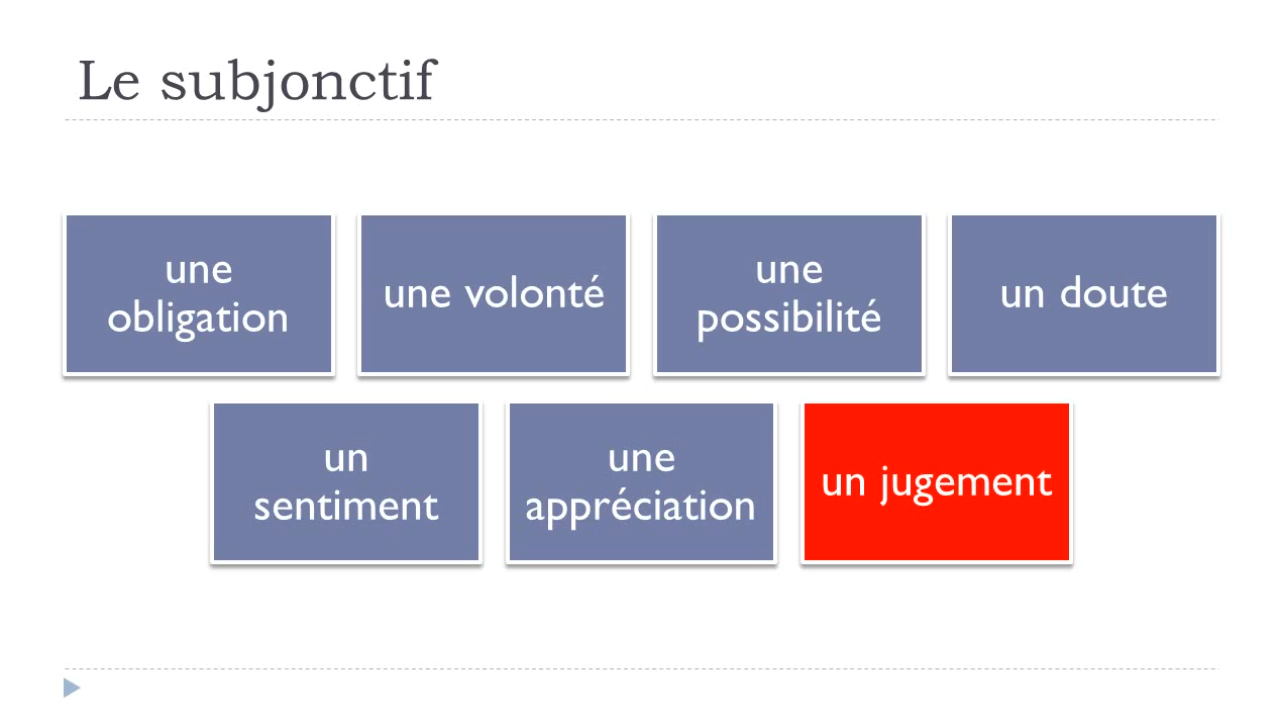 Le subjonctif
une
obligation
une volonté
une
possibilité
un doute
un
sentiment
une
appréciation
un jugement